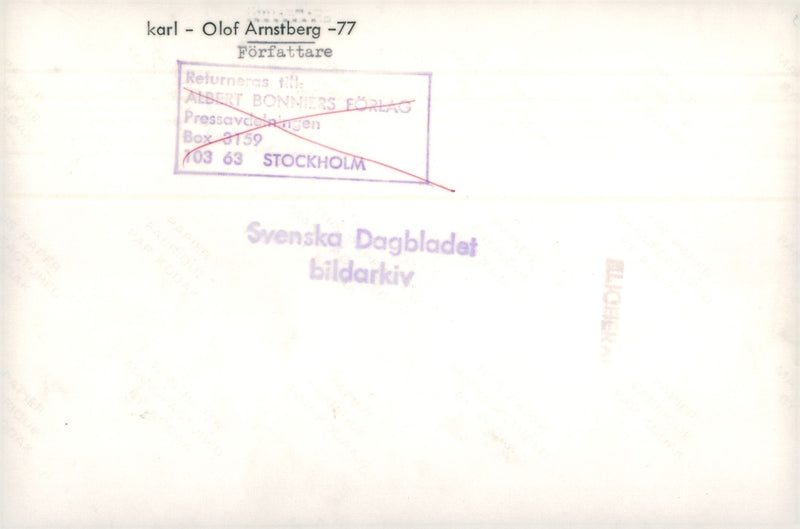 karl - Olof Arnstberg -77
Författare
Returneras till:
ALBERT BONNIERS FÖRLAG
Pressavdelningen
Box 3159
103 63 STOCKHOLM
Svenska Dagbladet
bildarkiv